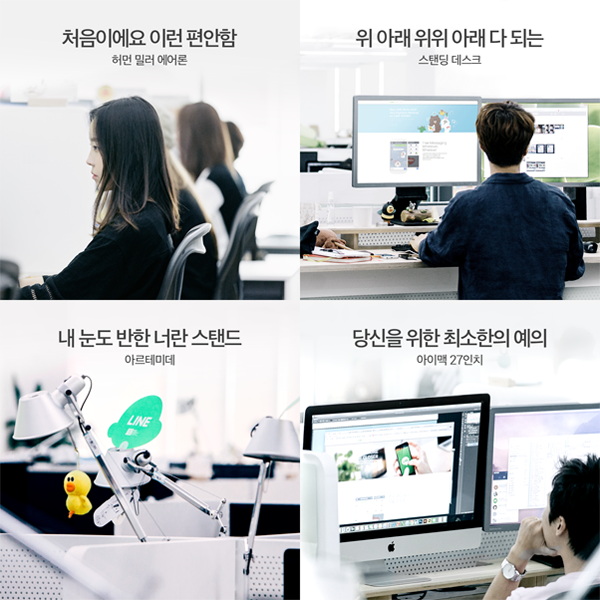 처음이에요 이런 편안함
허먼 밀러 에어론
위 아래 위위 아래 다 되는
스탠딩 데스크
내 눈도 반한 너란 스탠드
아르테미데
LINE
당신을 위한 최소한의 예의
아이맥 27인치